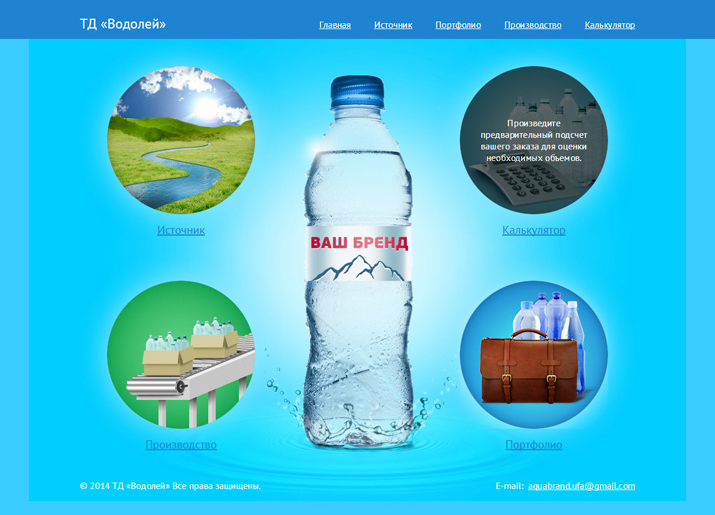 ТД «Водолей»
Главная Источник Портфолио Производство Калькулятор
Произведите
предварительный подсчет
вашего заказа для оценки
необходимых объемов.
Источник
Калькулятор
ВАШ БРЕНД
Производство
Портфолио
© 2014 ТД «Водолей» Все права защищены.
E-mail: aquabrand.ufa@gmail.com